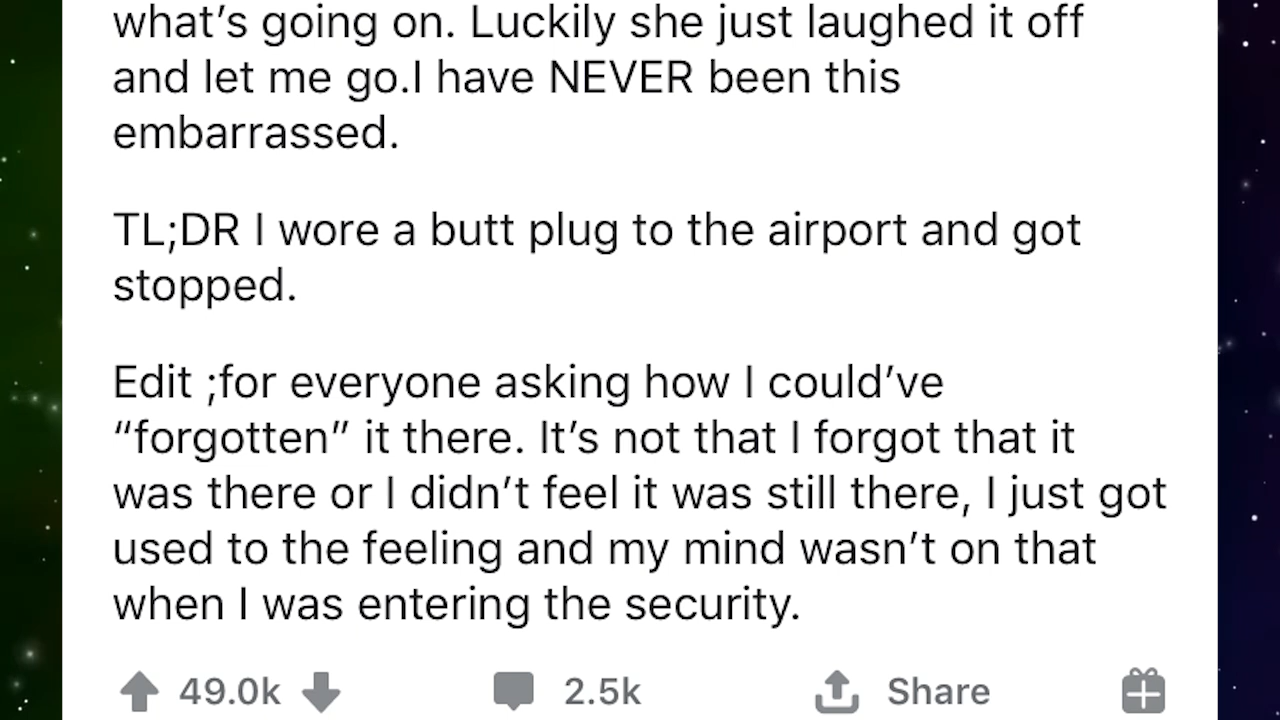 what’s going on. Luckily she just laughed it off
and let me go.I have NEVER been this
embarrassed.
TL;DR I wore a butt plug to the airport and got
stopped.
Edit ;for everyone asking how I could’ve
“forgotten” it there. It’s not that I forgot that it
was there or I didn’t feel it was still there, I just got
used to the feeling and my mind wasn’t on that
when I was entering the security.
49.0k 2.5k Share